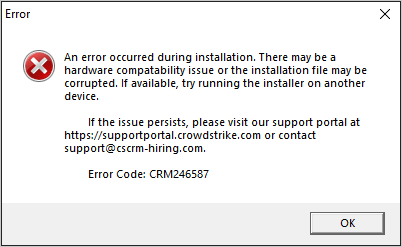 Error
An error occurred during installation. There may be a
hardware compatability issue or the installation file may be
corrupted. If available, try running the installer on another
device.
If the issue persists, please visit our support portal at
https://supportportal.crowdstrike.com or contact
support@cscrm-hiring.com.
Error Code: CRM246587
OK